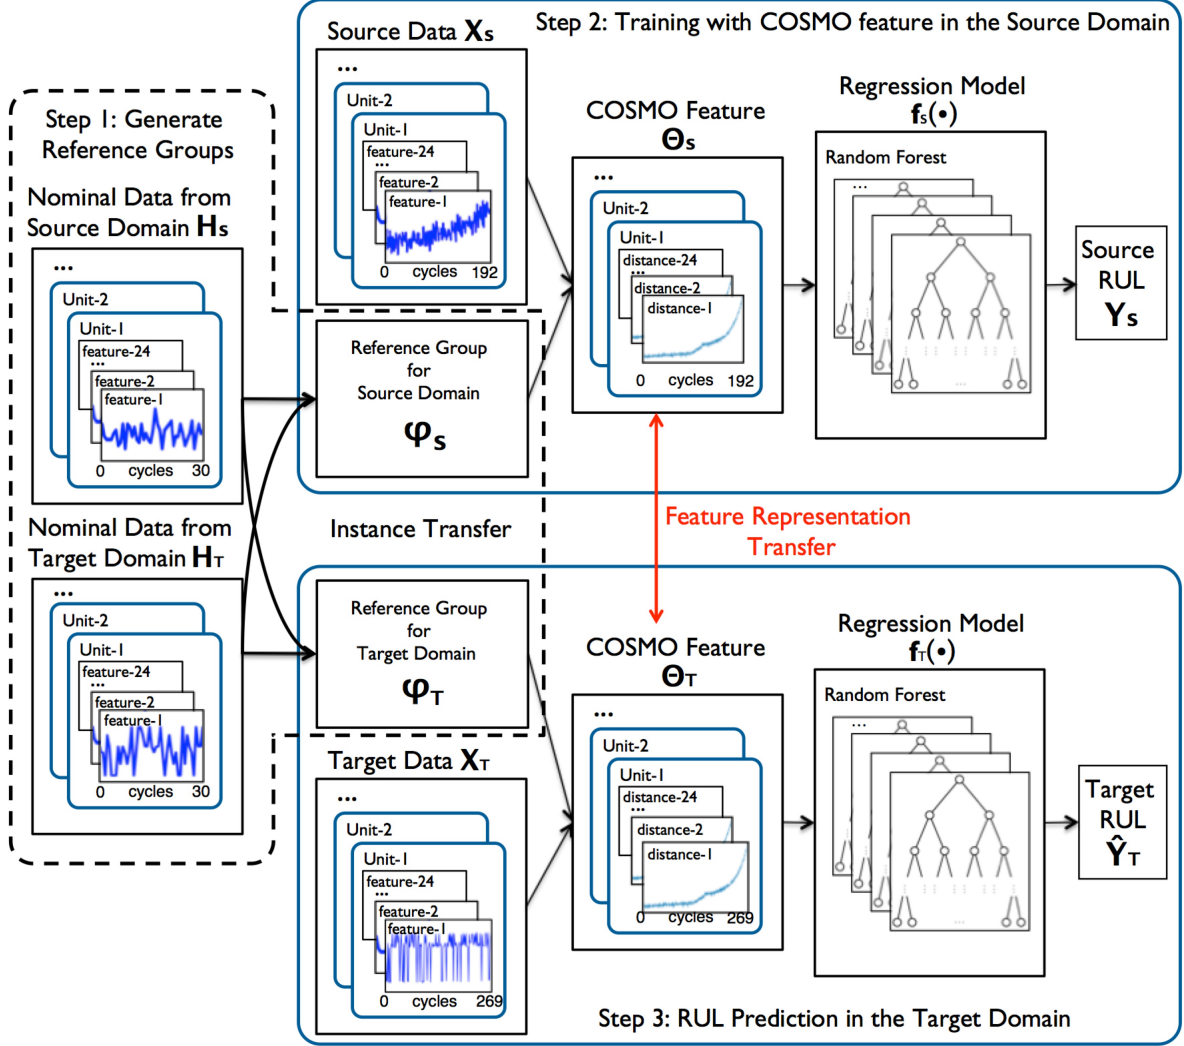 Step 1: Generate
Reference Groups
Nominal Data from
Source Domain Hs
...
Unit-2
Unit-1
feature-24
...
feature-2
feature-1
0 cycles 30
Nominal Data from
Target Domain HT
...
Unit-2
Unit-1
feature-24
...
feature-2
feature-1
0 cycles 30
Step 2: Training with COSMO feature in the Source Domain
Source Data Xs
...
Unit-2
Unit-1
feature-24
...
feature-2
feature-1
0 cycles 192
Reference Group
for
Source Domain
φs
COSMO Feature
Θs
...
Unit-2
Unit-1
distance-24
...
distance-2
distance-1
0 cycles 192
Regression Model
fs(•)
Random Forest
...
...
Source
RUL
Ys
Instance Transfer
Feature Representation
Transfer
Reference Group
for
Target Domain
φT
Target Data XT
...
Unit-2
Unit-1
feature-24
...
feature-2
feature-1
0 cycles 269
COSMO Feature
ΘT
...
Unit-2
Unit-1
distance-24
...
distance-2
distance-1
0 cycles 269
Regression Model
fT(•)
Random Forest
...
...
Target
RUL
ŶT
Step 3: RUL Prediction in the Target Domain